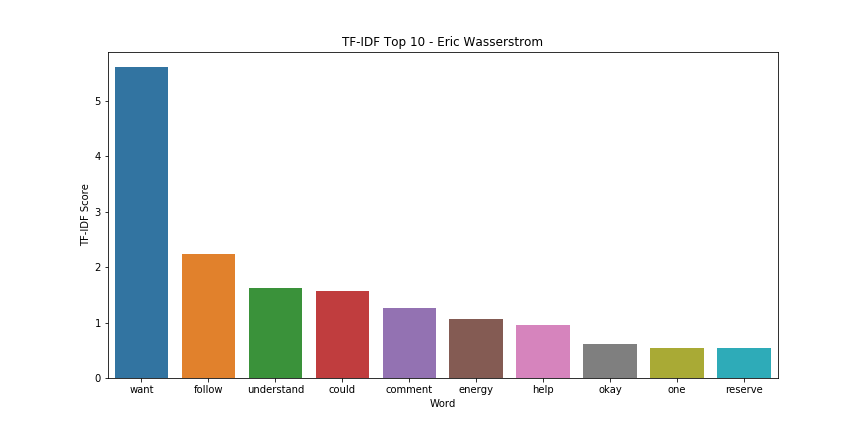 TF-IDF Top 10 - Eric Wasserstrom
TF-IDF Score
5
4
3
2
1
0
want follow understand could comment energy help okay one reserve
Word